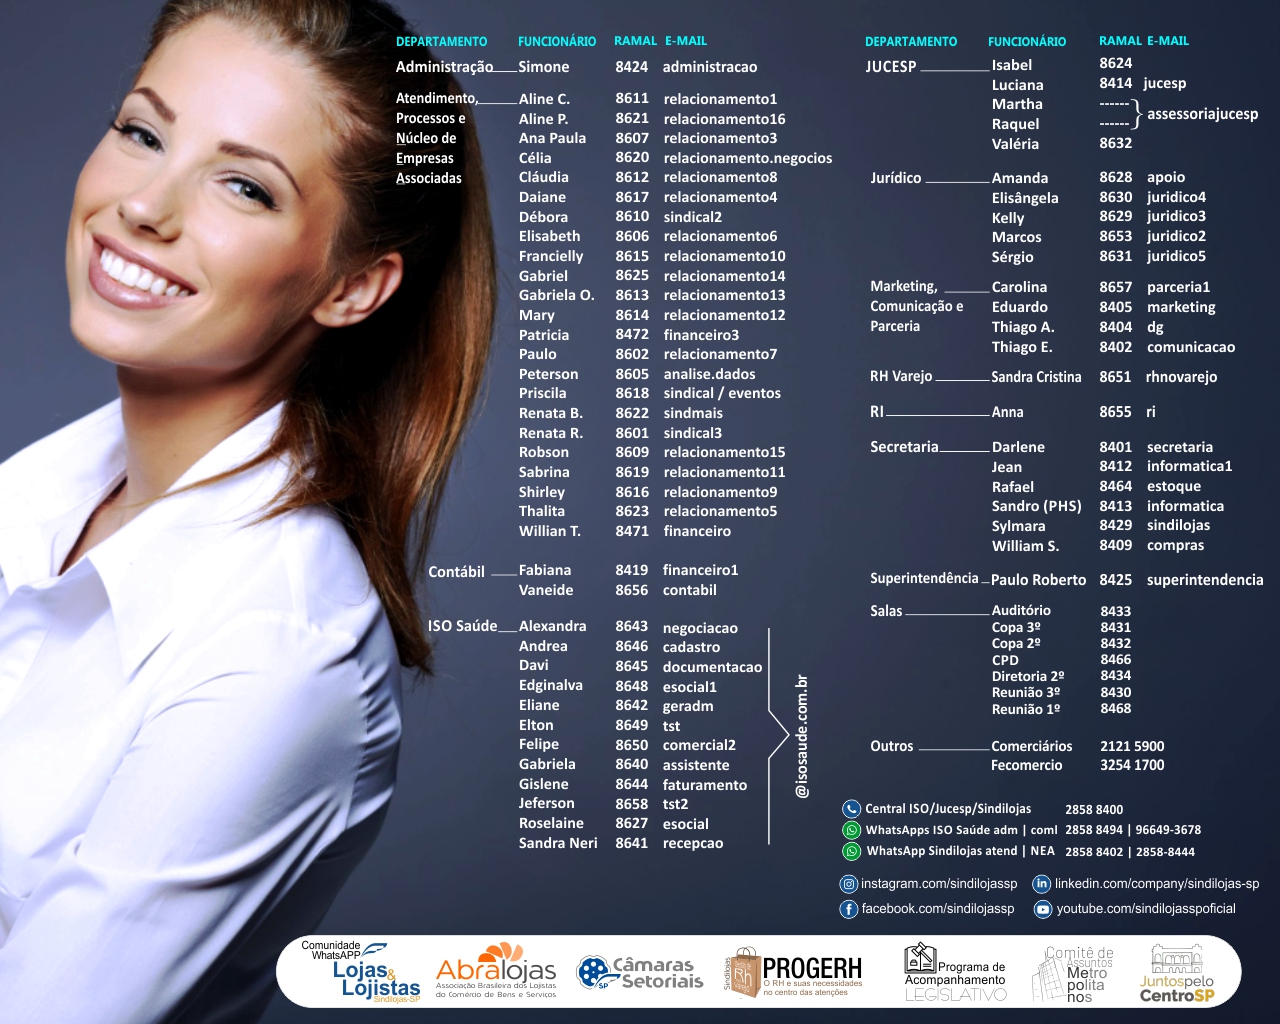 DEPARTAMENTO FUNCIONÁRIO RAMAL E-MAIL
Administração Simone 8424 administracao
Atendimento, Aline C. 8611 relacionamento1
Processos e Aline P. 8621 relacionamento16
Núcleo de Ana Paula 8607 relacionamento3
Empresas Célia 8620 relacionamento.negocios
Associadas Cláudia 8612 relacionamento8
Daiane 8617 relacionamento4
Débora 8610 sindical2
Elisabeth 8606 relacionamento6
Francielly 8615 relacionamento10
Gabriel 8625 relacionamento14
Gabriela O. 8613 relacionamento13
Mary 8614 relacionamento12
Patricia 8472 financeiro3
Paulo 8602 relacionamento7
Peterson 8605 analise.dados
Priscila 8618 sindical / eventos
Renata B. 8622 sindmais
Renata R. 8601 sindical3
Robson 8609 relacionamento15
Sabrina 8619 relacionamento11
Shirley 8616 relacionamento9
Thalita 8623 relacionamento5
Willian T. 8471 financeiro
Contábil Fabiana 8419 financeiro1
Vaneide 8656 contabil
ISO Saúde Alexandra 8643 negociacao
Andrea 8646 cadastro
Davi 8645 documentacao
Edginalva 8648 esocial1
Eliane 8642 geradm
Elton 8649 tst
Felipe 8650 comercial2
Gabriela 8640 assistente
Gislene 8644 faturamento
Jeferson 8658 tst2
Roselaine 8627 esocial
Sandra Neri 8641 recepcao
@isosaude.com.br
DEPARTAMENTO FUNCIONÁRIO RAMAL E-MAIL
JUCESP Isabel 8624
Luciana 8414 jucesp
Martha ------
Raquel ------ assessoriajucesp
Valéria 8632
Jurídico Amanda 8628 apoio
Elisângela 8630 juridico4
Kelly 8629 juridico3
Marcos 8653 juridico2
Sérgio 8631 juridico5
Marketing, Carolina 8657 parceria1
Comunicação e Eduardo 8405 marketing
Parceria Thiago A. 8404 dg
Thiago E. 8402 comunicacao
RH Varejo Sandra Cristina 8651 rhnovarejo
RI Anna 8655 ri
Secretaria Darlene 8401 secretaria
Jean 8412 informatica1
Rafael 8464 estoque
Sandro (PHS) 8413 informatica
Sylmara 8429 sindilojas
William S. 8409 compras
Superintendência Paulo Roberto 8425 superintendencia
Salas Auditório 8433
Copa 3º 8431
Copa 2º 8432
CPD 8466
Diretoria 2º 8434
Reunião 3º 8430
Reunião 1º 8468
Outros Comerciários 2121 5900
Fecomercio 3254 1700
Central ISO/Jucesp/Sindilojas 2858 8400
WhatsApps ISO Saúde adm | coml 2858 8494 | 96649-3678
WhatsApp Sindilojas atend | NEA 2858 8402 | 2858-8444
instagram.com/sindilojassp linkedin.com/company/sindilojas-sp
facebook.com/sindilojassp youtube.com/sindilojasspoficial
Comunidade
WhatsAPP
Lojas&
Lojistas
Sindilojas-SP
Abralojas
Associação Brasileira dos Lojistas
do Comércio de Bens e Serviços
SP
Câmaras
Setoriais
Sindilojas
Rh
PROGERH
O RH e suas necessidades
no centro das atenções
Programa de
Acompanhamento
LEGISLATIVO
Comitê de
Assuntos
Metro
polita
nos
Juntospelo
CentroSP